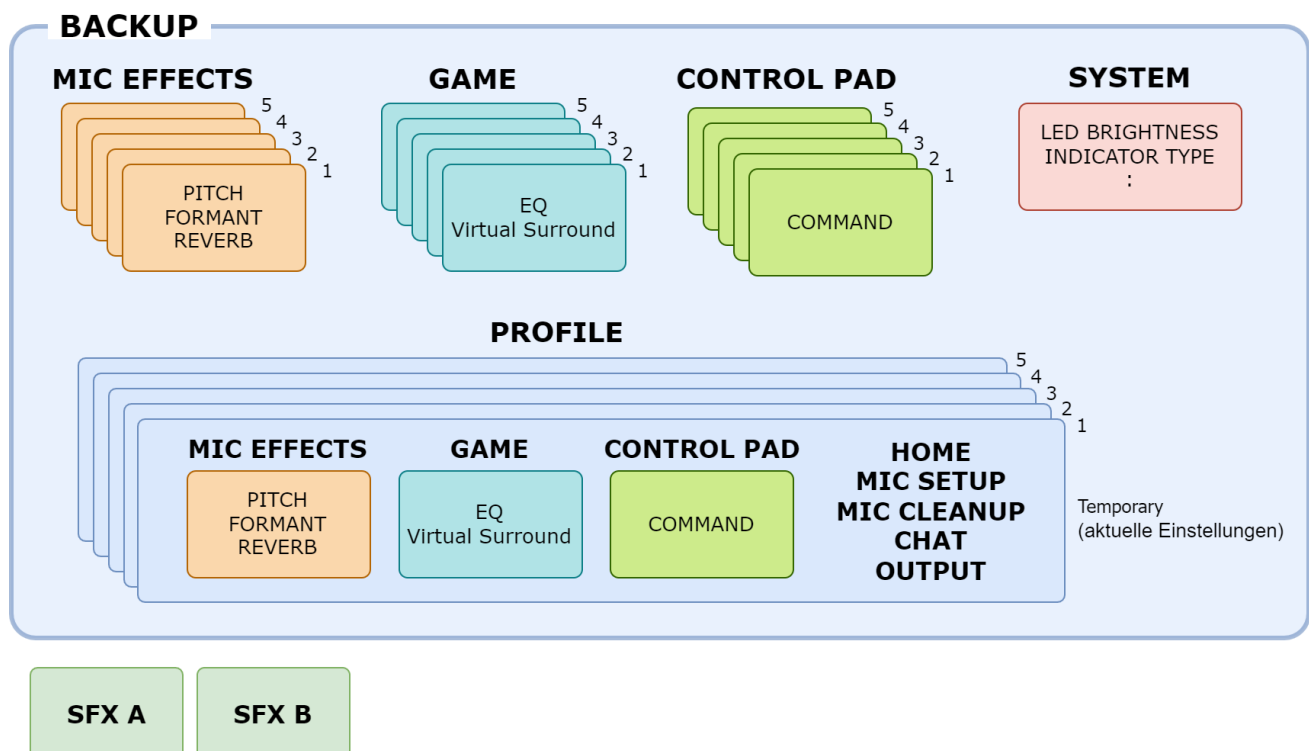 BACKUP
MIC EFFECTS
5
4
3
2
1
PITCH
FORMANT
REVERB
GAME
5
4
3
2
1
EQ
Virtual Surround
CONTROL PAD
5
4
3
2
1
COMMAND
SYSTEM
LED BRIGHTNESS
INDICATOR TYPE
:
PROFILE
5
4
3
2
1
MIC EFFECTS
PITCH
FORMANT
REVERB
GAME
EQ
Virtual Surround
CONTROL PAD
COMMAND
HOME
MIC SETUP
MIC CLEANUP
CHAT
OUTPUT
Temporary
(aktuelle Einstellungen)
SFX A
SFX B